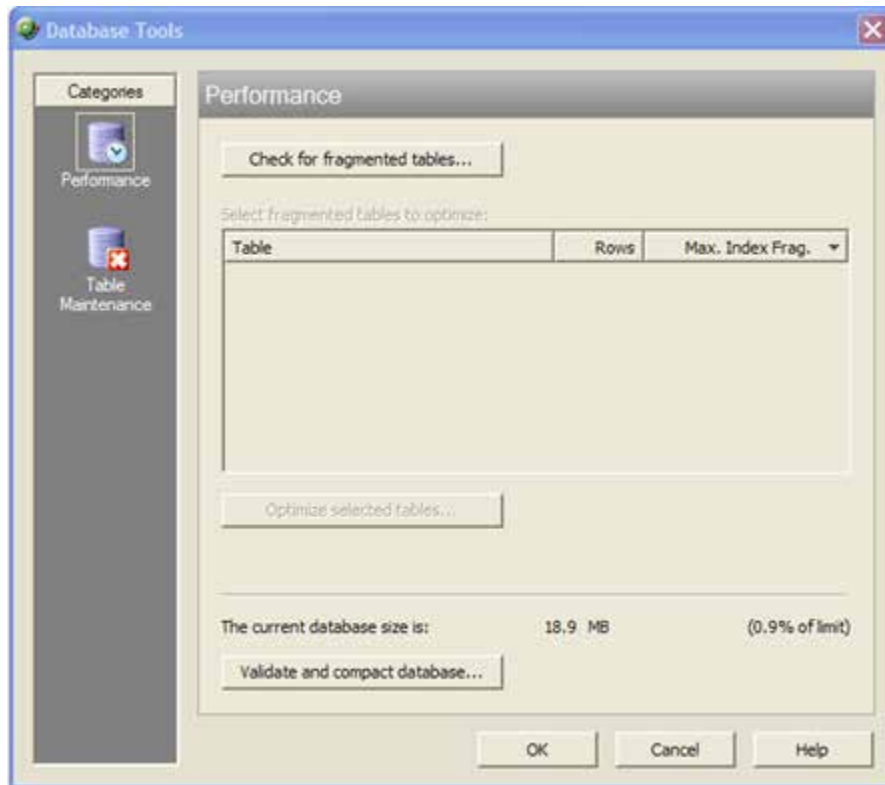 Database Tools
Categories
Performance
Table
Maintenance
Performance
Check for fragmented tables...
Select fragmented tables to optimize:
Table Rows Max. Index Frag.
Optimize selected tables...
The current database size is: 18.9 MB (0.9% of limit)
Validate and compact database...
OK Cancel Help